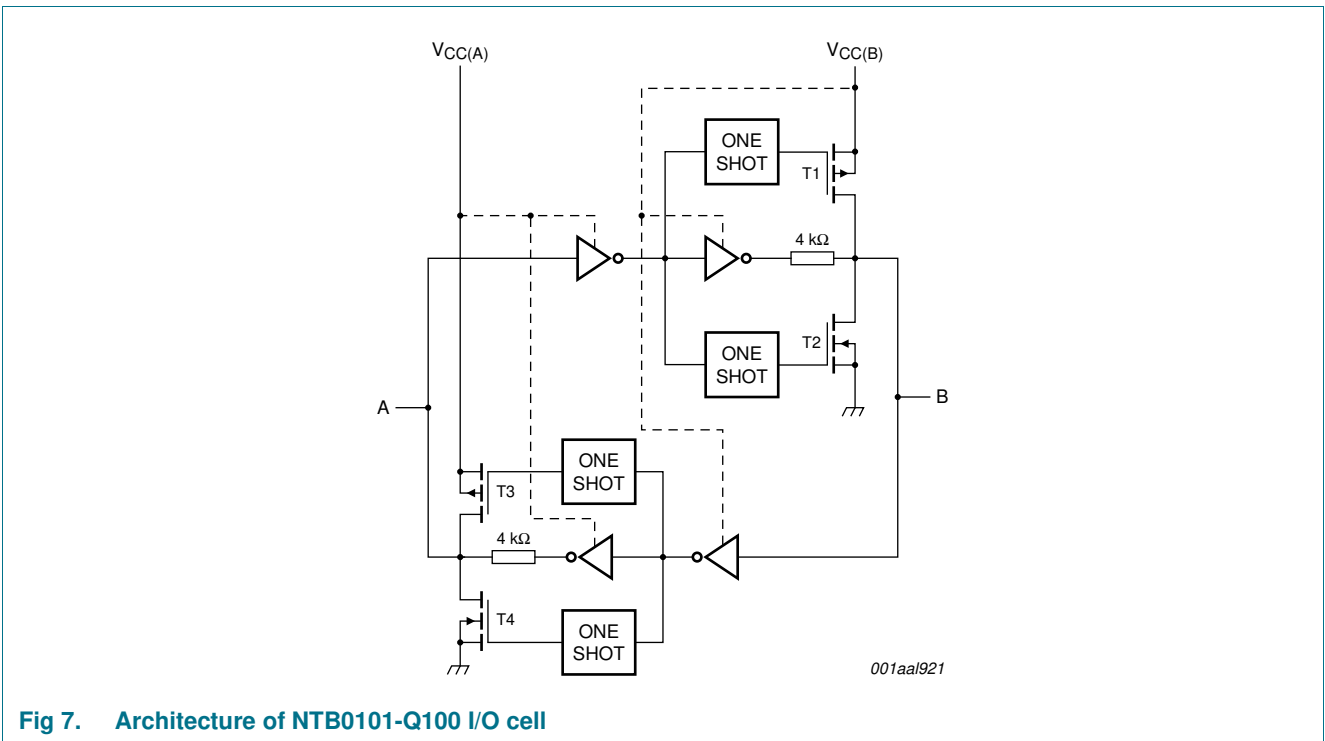 VCC(A)
VCC(B)
ONE
SHOT
T1
4 kΩ
ONE
SHOT
T2
A
B
ONE
SHOT
T3
4 kΩ
T4
ONE
SHOT
001aal921
Fig 7. Architecture of NTB0101-Q100 I/O cell